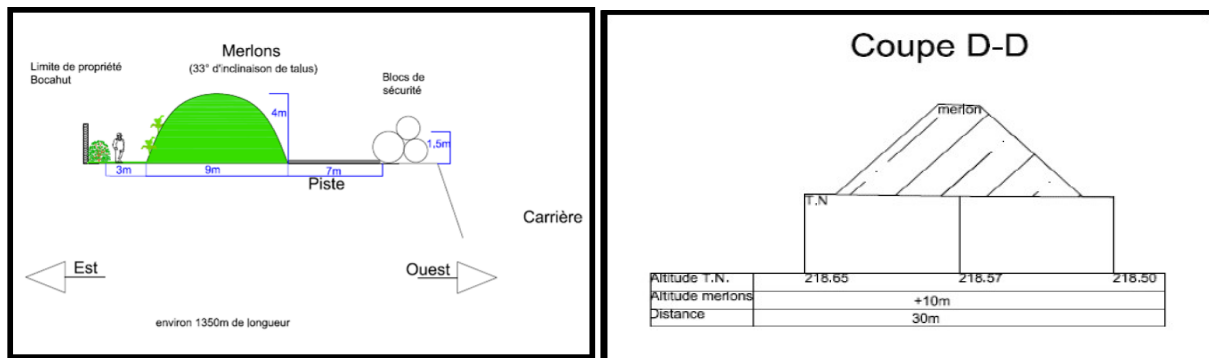 Merlons
(33° d'inclinaison de talus)
Limite de propriété
Bocahut
Blocs de
sécurité
4m
1,5m
3m
9m
7m
Piste
Carrière
Est
Ouest
environ 1350m de longueur
Coupe D-D
merlon
T.N
Altitude T.N. 218.65 218.57 218.50
Altitude merlons +10m
Distance 30m